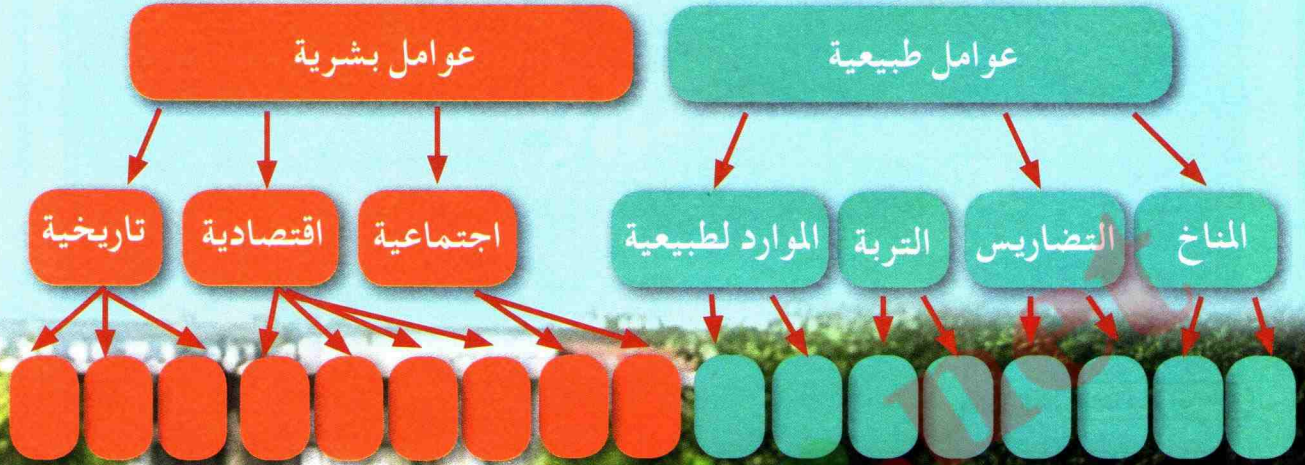 عوامل طبيعية
عوامل بشرية
المناخ
التضاريس
التربة
الموارد لطبيعية
اجتماعية
اقتصادية
تاريخية